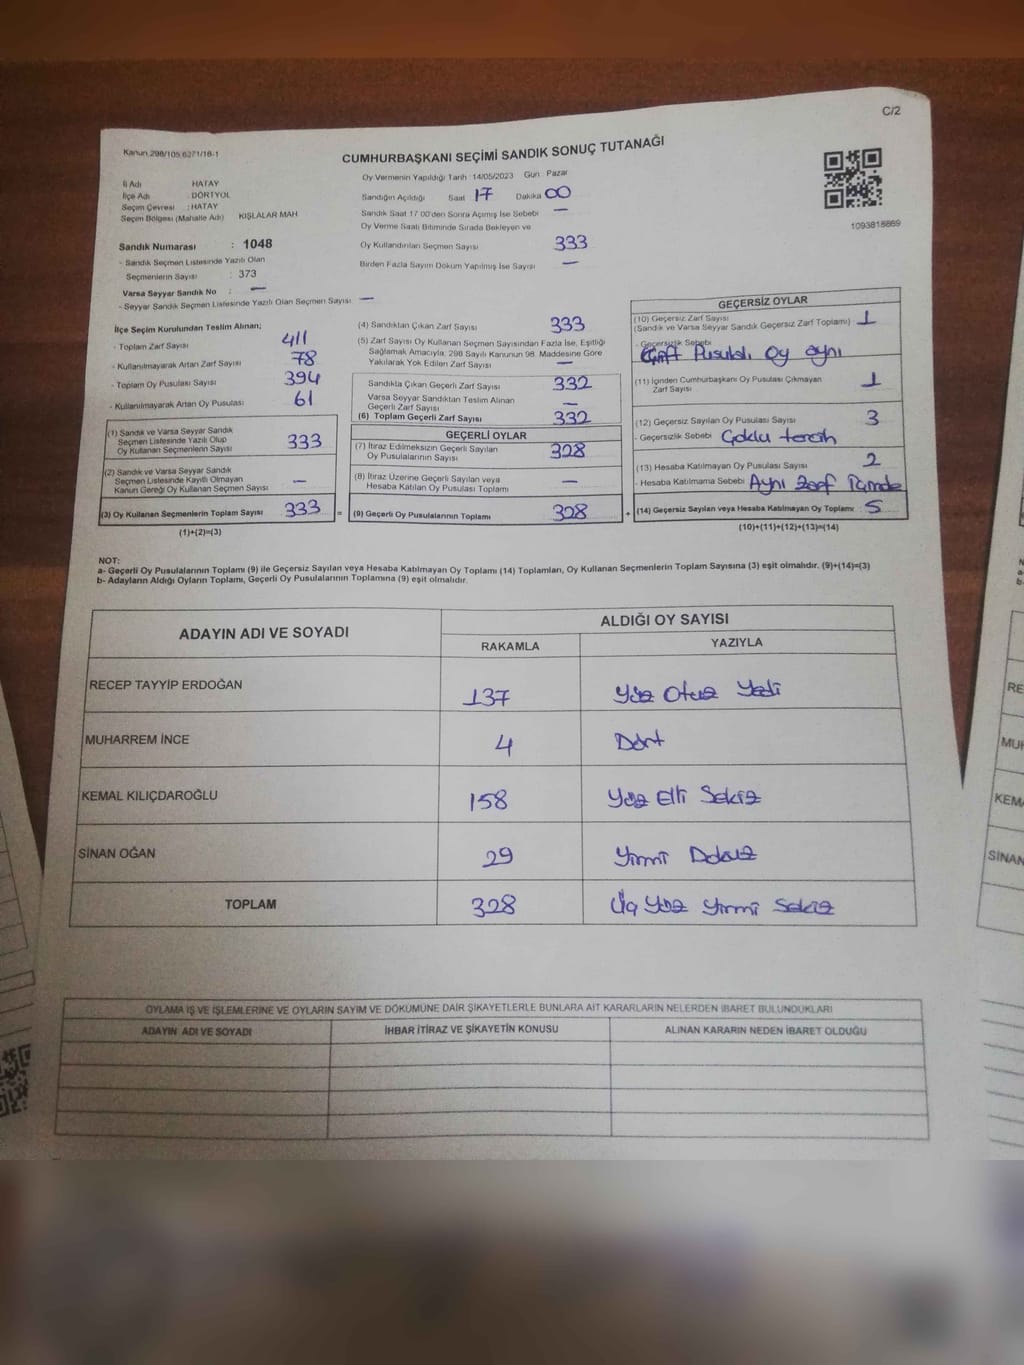 C/2
Kanun 298/105,6271/16-1
CUMHURBAŞKANI SEÇİMİ SANDIK SONUÇ TUTANAĞI
İl Adı HATAY
İlçe Adı : DÖRTYOL
Seçim Çevresi : HATAY
Seçim Bölgesi (Mahalle Adı) KIŞLALAR MAH
Sandık Numarası : 1048
- Sandık Seçmen Listesinde Yazılı Olan
Seçmenlerin Sayısı : 373
Varsa Seyyar Sandık No : —
- Seyyar Sandık Seçmen Listesinde Yazılı Olan Seçmen Sayısı —
Oy Vermenin Yapıldığı Tarih : 14/05/2023 Gün : Pazar
Sandığın Açıldığı Saat 17 Dakika 00
Sandık Saat 17:00'den Sonra Açılmış İse Sebebi —
Oy Verme Saati Bitiminde Sırada Bekleyen ve
Oy Kullandırılan Seçmen Sayısı 333
Birden Fazla Sayım Döküm Yapılmış İse Sayısı —
1093818869
İlçe Seçim Kurulundan Teslim Alınan;
- Toplam Zarf Sayısı 411
- Kullanılmayarak Artan Zarf Sayısı 78
- Toplam Oy Pusulası Sayısı 394
- Kullanılmayarak Artan Oy Pusulası 61
(1) Sandık ve Varsa Seyyar Sandık
Seçmen Listesinde Yazılı Olup
Oy Kullanan Seçmenlerin Sayısı 333
(2) Sandık ve Varsa Seyyar Sandık
Seçmen Listesinde Kayıtlı Olmayan
Kanun Gereği Oy Kullanan Seçmen Sayısı —
(3) Oy Kullanan Seçmenlerin Toplam Sayısı 333 =
(1)+(2)=(3)
(4) Sandıktan Çıkan Zarf Sayısı 333
(5) Zarf Sayısı Oy Kullanan Seçmen Sayısından Fazla İse, Eşitliği
Sağlamak Amacıyla; 298 Sayılı Kanunun 98. Maddesine Göre
Yakılarak Yok Edilen Zarf Sayısı —
Sandıkta Çıkan Geçerli Zarf Sayısı 332
Varsa Seyyar Sandıktan Teslim Alınan
Geçerli Zarf Sayısı —
(6) Toplam Geçerli Zarf Sayısı 332
GEÇERLİ OYLAR
(7) İtiraz Edilmeksizin Geçerli Sayılan
Oy Pusulalarının Sayısı 328
(8) İtiraz Üzerine Geçerli Sayılan veya
Hesaba Katılan Oy Pusulası Toplamı —
(9) Geçerli Oy Pusulalarının Toplamı 328 +
GEÇERSİZ OYLAR
(10) Geçersiz Zarf Sayısı
(Sandık ve Varsa Seyyar Sandık Geçersiz Zarf Toplamı) 1
- Geçersizlik Sebebi
Çift Pusulalı Oy aynı
(11) İçinden Cumhurbaşkanı Oy Pusulası Çıkmayan
Zarf Sayısı 1
(12) Geçersiz Sayılan Oy Pusulası Sayısı 3
- Geçersizlik Sebebi Çoklu tercih
(13) Hesaba Katılmayan Oy Pusulası Sayısı 2
- Hesaba Katılmama Sebebi Aynı Zarf İçinde
(14) Geçersiz Sayılan veya Hesaba Katılmayan Oy Toplamı 5
(10)+(11)+(12)+(13)=(14)
NOT:
a- Geçerli Oy Pusulalarının Toplamı (9) ile Geçersiz Sayılan veya Hesaba Katılmayan Oy Toplamı (14) Toplamları, Oy Kullanan Seçmenlerin Toplam Sayısına (3) eşit olmalıdır. (9)+(14)=(3)
b- Adayların Aldığı Oyların Toplamı, Geçerli Oy Pusulalarının Toplamına (9) eşit olmalıdır.
ADAYIN ADI VE SOYADI
ALDIĞI OY SAYISI
RAKAMLA YAZIYLA
RECEP TAYYİP ERDOĞAN 137 Yüz Otuz Yedi
MUHARREM İNCE 4 Dört
KEMAL KILIÇDAROĞLU 158 Yüz Elli Sekiz
SİNAN OĞAN 29 Yirmi Dokuz
TOPLAM 328 Üç Yüz Yirmi Sekiz
OYLAMA İŞ VE İŞLEMLERİNE VE OYLARIN SAYIM VE DÖKÜMÜNE DAİR ŞİKAYETLERLE BUNLARA AİT KARARLARIN NELERDEN İBARET BULUNDUKLARI
ADAYIN ADI VE SOYADI İHBAR İTİRAZ VE ŞİKAYETİN KONUSU ALINAN KARARIN NEDEN İBARET OLDUĞU
RE
MUH
KEMA
SİNAN